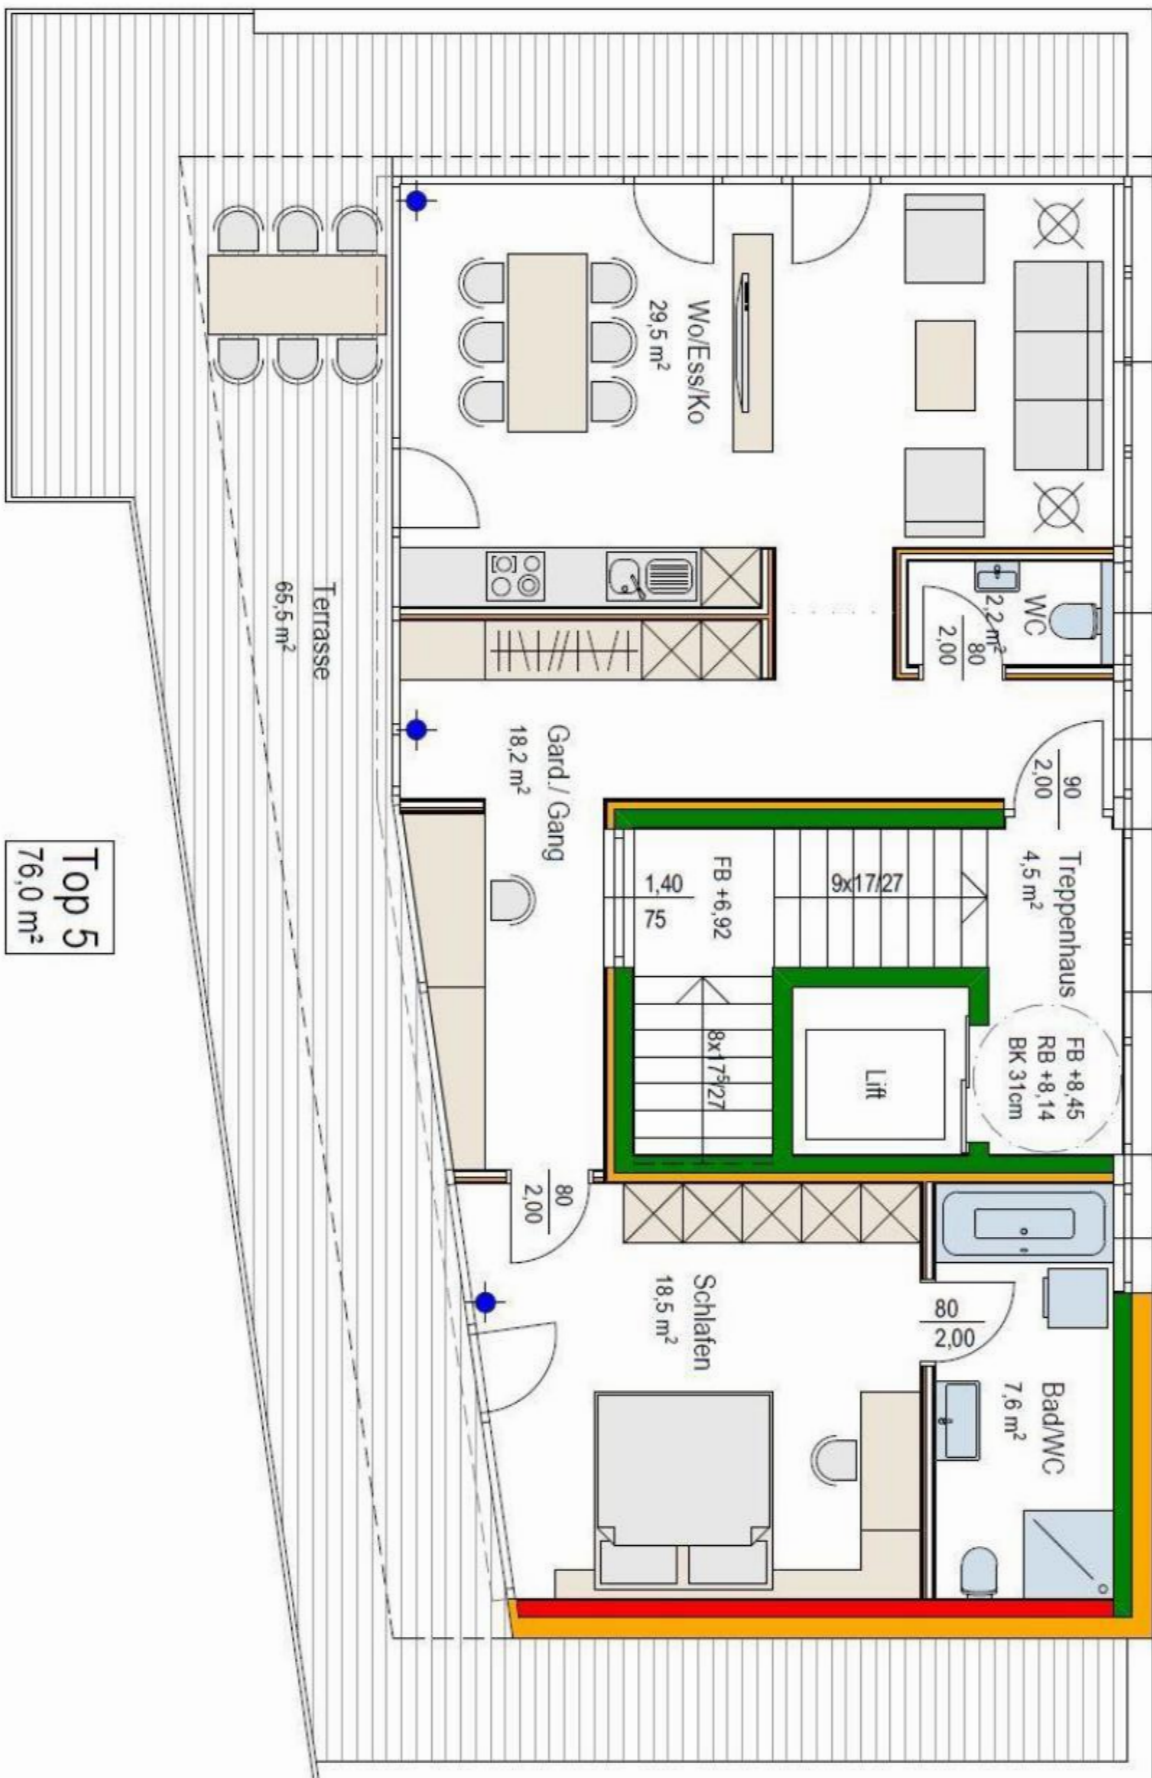 Wo/Ess/Ko
29,5 m²
WC
2,2 m²
80
2,00
Terrasse
65,5 m²
Gard./ Gang
18,2 m²
90
2,00
Treppenhaus
4,5 m²
FB +8,45
RB +8,14
BK 31cm
9x17/27
FB +6,92
1,40
75
8x17⁵/27
Lift
80
2,00
Schlafen
18,5 m²
80
2,00
Bad/WC
7,6 m²
Top 5
76,0 m²